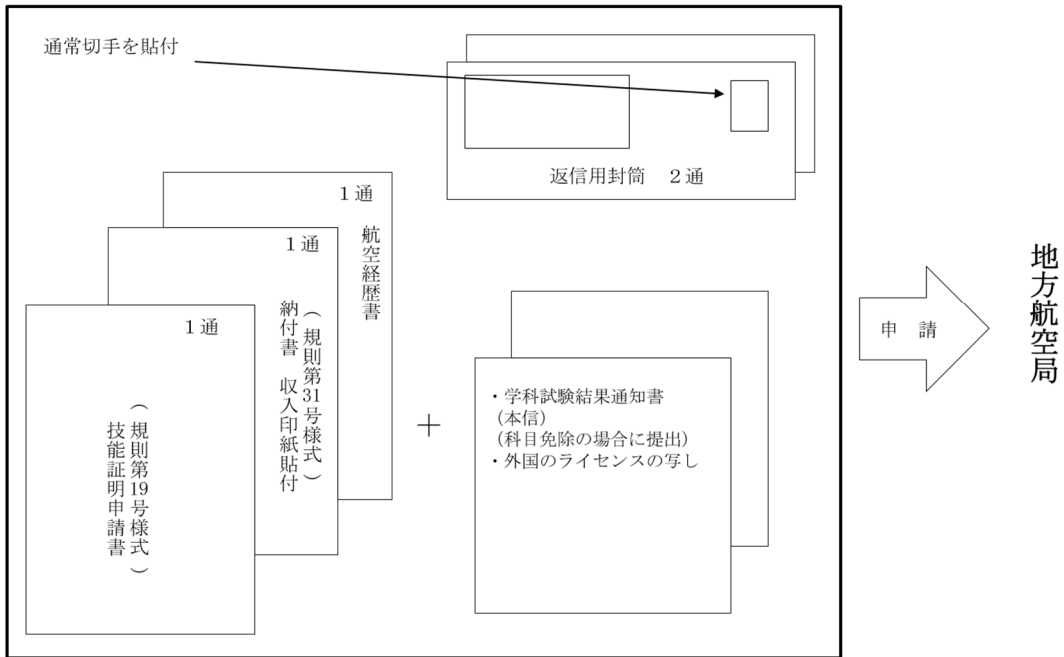 通常切手を貼付
返信用封筒　２通
１通
航空経歴書
１通
（規則第31号様式）
納付書　収入印紙貼付
１通
（規則第19号様式）
技能証明申請書
＋
・学科試験結果通知書
（本信）
（科目免除の場合に提出）
・外国のライセンスの写し
申　請
地方航空局